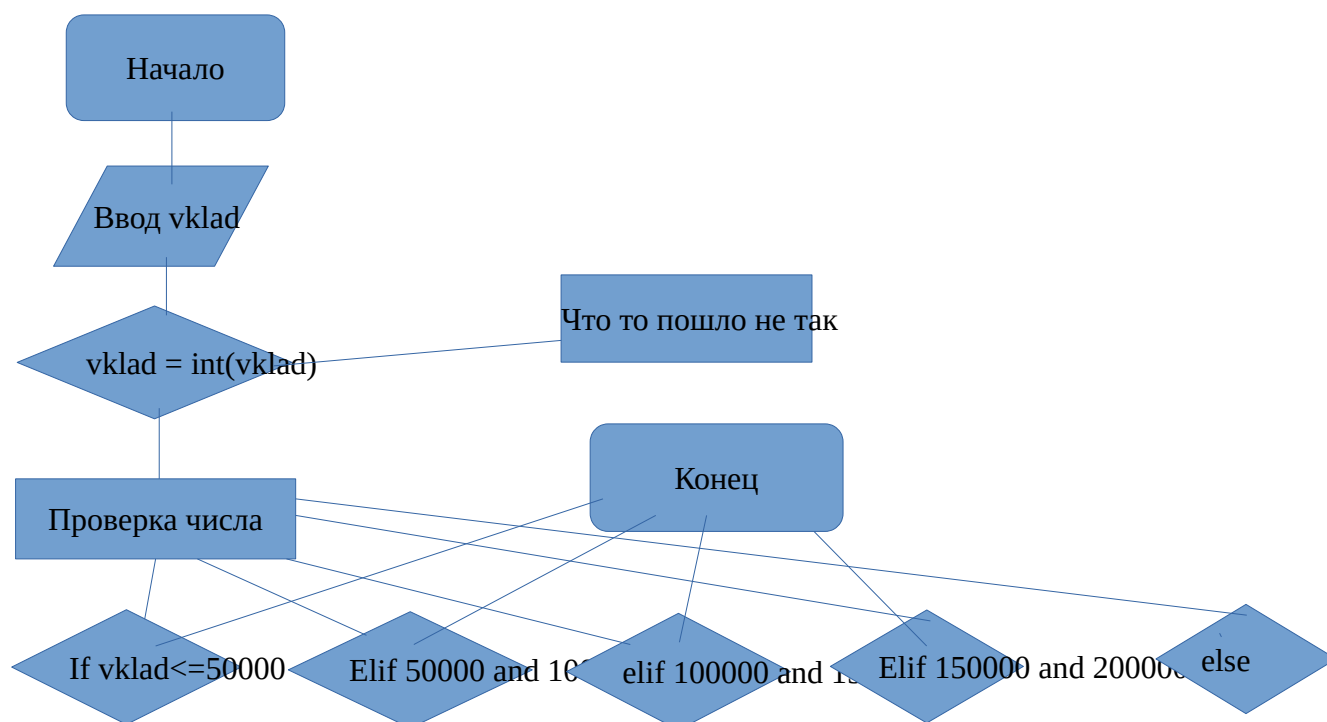 Начало
Ввод vklad
Что то пошло не так
vklad = int(vklad)
Конец
Проверка числа
If vklad<=50000
Elif 50000 and
elif 100000 and
Elif 150000 and
else